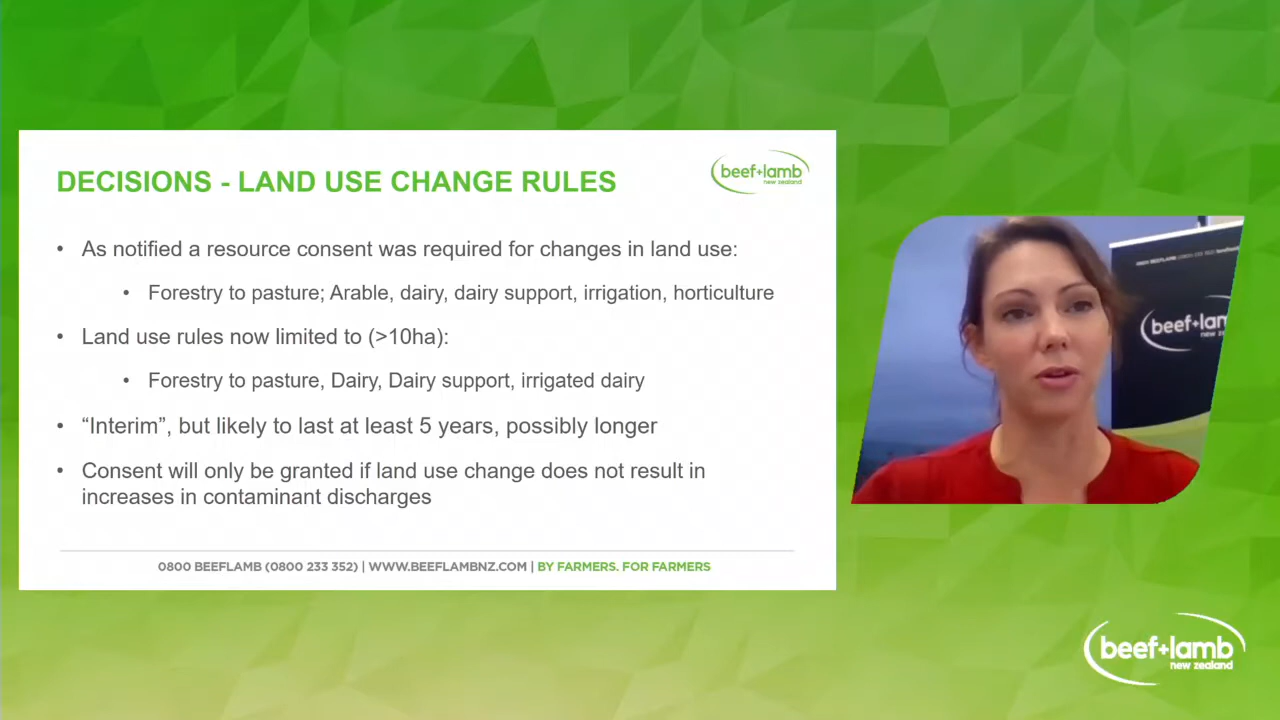 DECISIONS - LAND USE CHANGE RULES
beef+lamb
new zealand
• As notified a resource consent was required for changes in land use:
• Forestry to pasture; Arable, dairy, dairy support, irrigation, horticulture
• Land use rules now limited to (>10ha):
• Forestry to pasture, Dairy, Dairy support, irrigated dairy
• “Interim”, but likely to last at least 5 years, possibly longer
• Consent will only be granted if land use change does not result in
increases in contaminant discharges
0800 BEEFLAMB (0800 233 352) | WWW.BEEFLAMBNZ.COM | BY FARMERS. FOR FARMERS
beef+lam
new ze
beef+lamb
new zealand